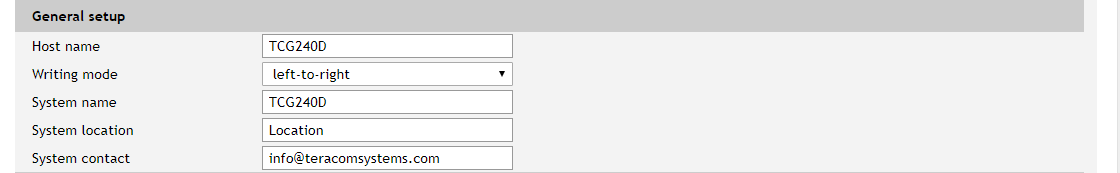 General setup
Host name TCG240D
Writing mode left-to-right
System name TCG240D
System location Location
System contact info@teracomsystems.com